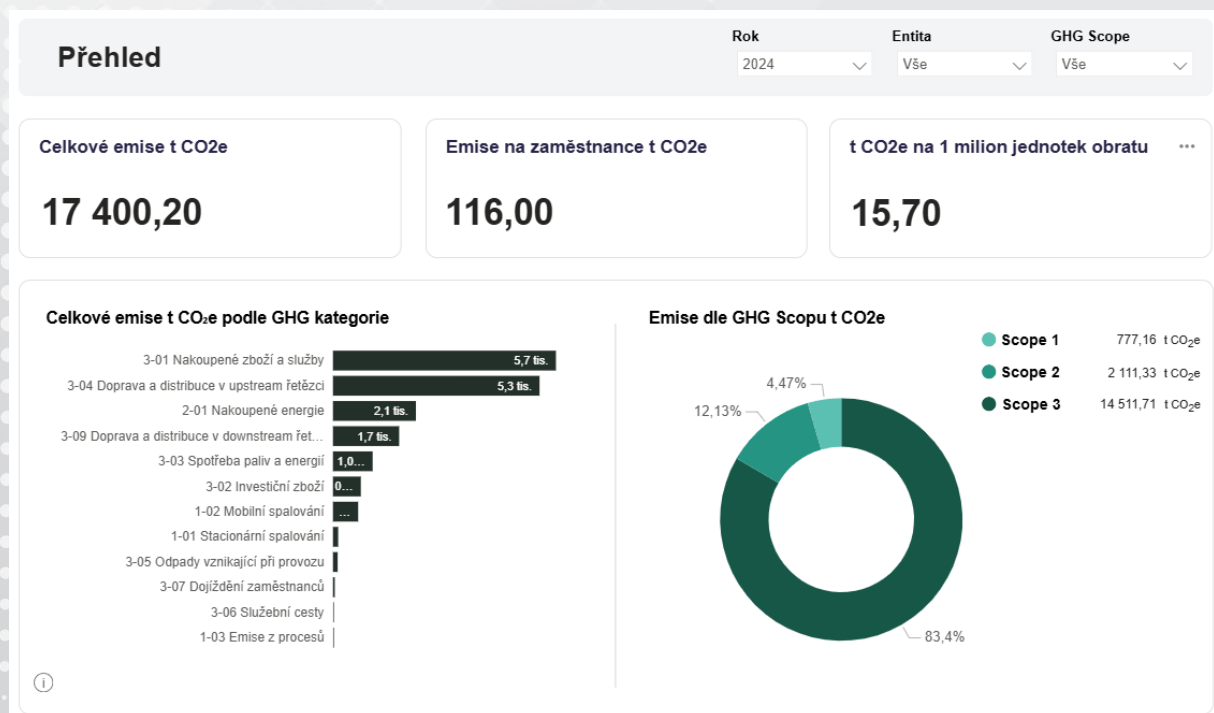 Přehled
Rok
Entita
GHG Scope
2024
Vše
Vše
Celkové emise t CO2e
Emise na zaměstnance t CO2e
t CO2e na 1 milion jednotek obratu
...
17 400,20
116,00
15,70
Celkové emise t CO₂e podle GHG kategorie
3-01 Nakoupené zboží a služby 5,7 tis.
3-04 Doprava a distribuce v upstream řetězci 5,3 tis.
2-01 Nakoupené energie 2,1 tis.
3-09 Doprava a distribuce v downstream řet... 1,7 tis.
3-03 Spotřeba paliv a energií 1,0...
3-02 Investiční zboží 0...
1-02 Mobilní spalování ...
1-01 Stacionární spalování
3-05 Odpady vznikající při provozu
3-07 Dojíždění zaměstnanců
3-06 Služební cesty
1-03 Emise z procesů
Emise dle GHG Scopu t CO2e
Scope 1 777,16 t CO₂e
Scope 2 2 111,33 t CO₂e
Scope 3 14 511,71 t CO₂e
4,47%
12,13%
83,4%